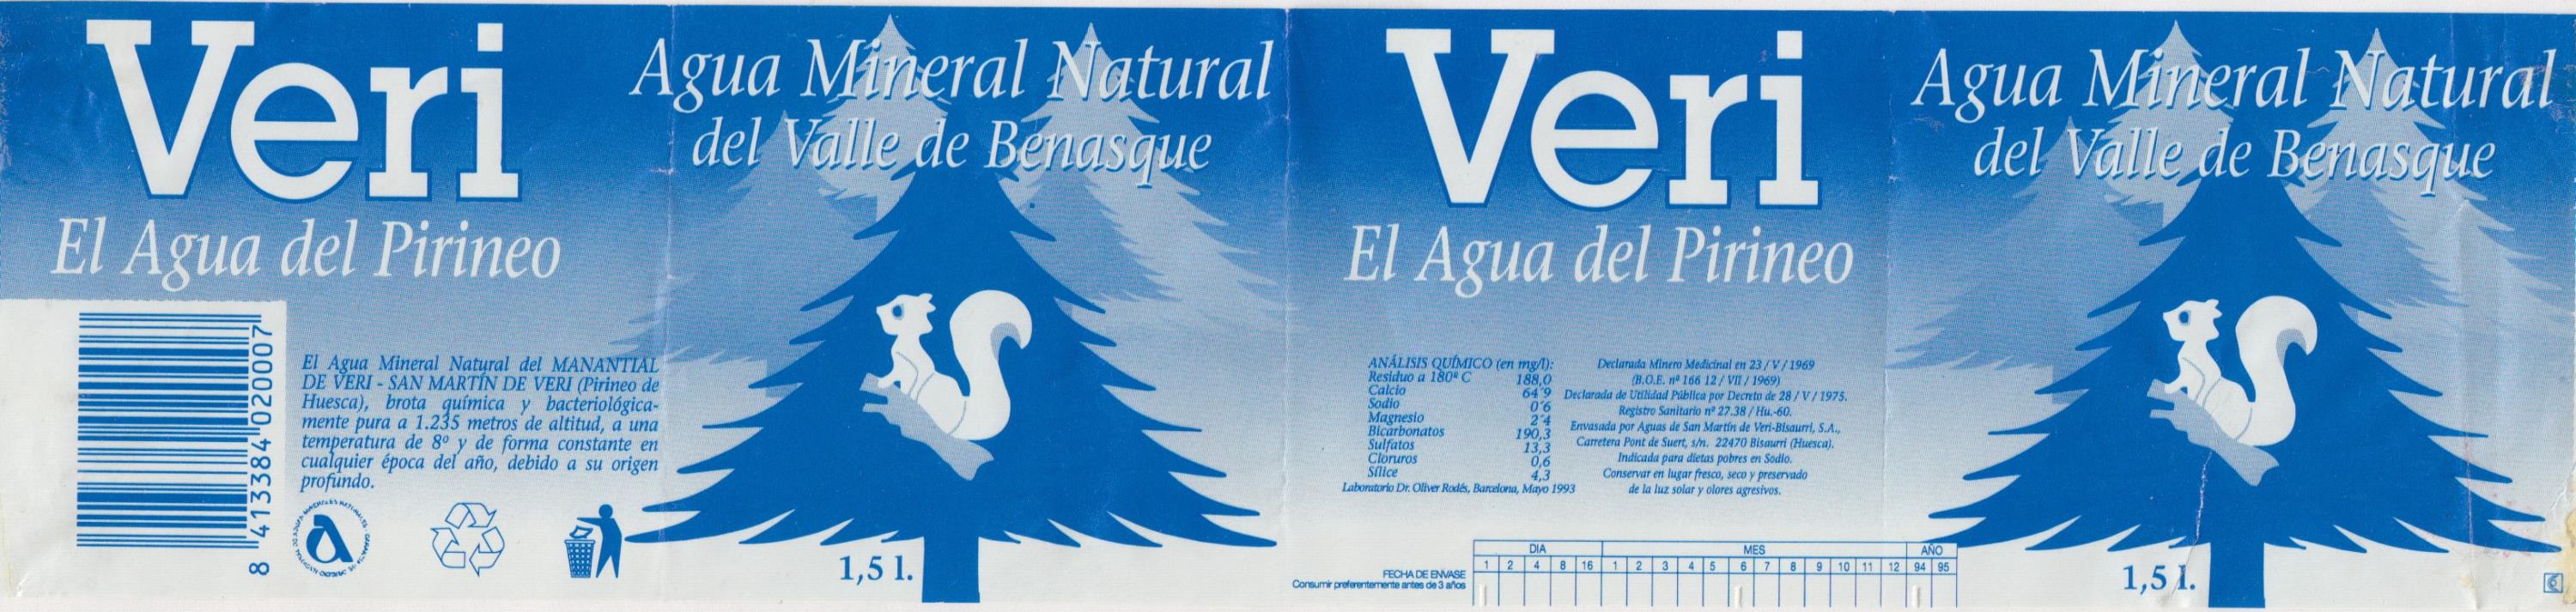 Veri
El Agua del Pirineo
8 413384 020007
El Agua Mineral Natural del MANANTIAL
DE VERI - SAN MARTÍN DE VERI (Pirineo de
Huesca), brota química y bacteriológica-
mente pura a 1.235 metros de altitud, a una
temperatura de 8º y de forma constante en
cualquier época del año, debido a su origen
profundo.
Agua Mineral Natural
del Valle de Benasque
1,5 l.
Veri
El Agua del Pirineo
ANÁLISIS QUÍMICO (en mg/l):
Residuo a 180º C 188,0
Calcio 64'9
Sodio 0'6
Magnesio 2'4
Bicarbonatos 190,3
Sulfatos 13,3
Cloruros 0,6
Sílice 4,3
Laboratorio Dr. Oliver Rodés, Barcelona, Mayo 1993
Declarada Minero Medicinal en 23 / V / 1969
(B.O.E. nº 166 12 / VII / 1969)
Declarada de Utilidad Pública por Decreto de 28 / V / 1975.
Registro Sanitario nº 27.38 / Hu.-60.
Envasada por Aguas de San Martín de Veri-Bisaurri, S.A.,
Carretera Pont de Suert, s/n. 22470 Bisaurri (Huesca).
Indicada para dietas pobres en Sodio.
Conservar en lugar fresco, seco y preservado
de la luz solar y olores agresivos.
DIA MES AÑO
1 2 4 8 16 1 2 3 4 5 6 7 8 9 10 11 12 94 95
FECHA DE ENVASE
Consumir preferentemente antes de 3 años
Agua Mineral Natural
del Valle de Benasque
1,5 l.